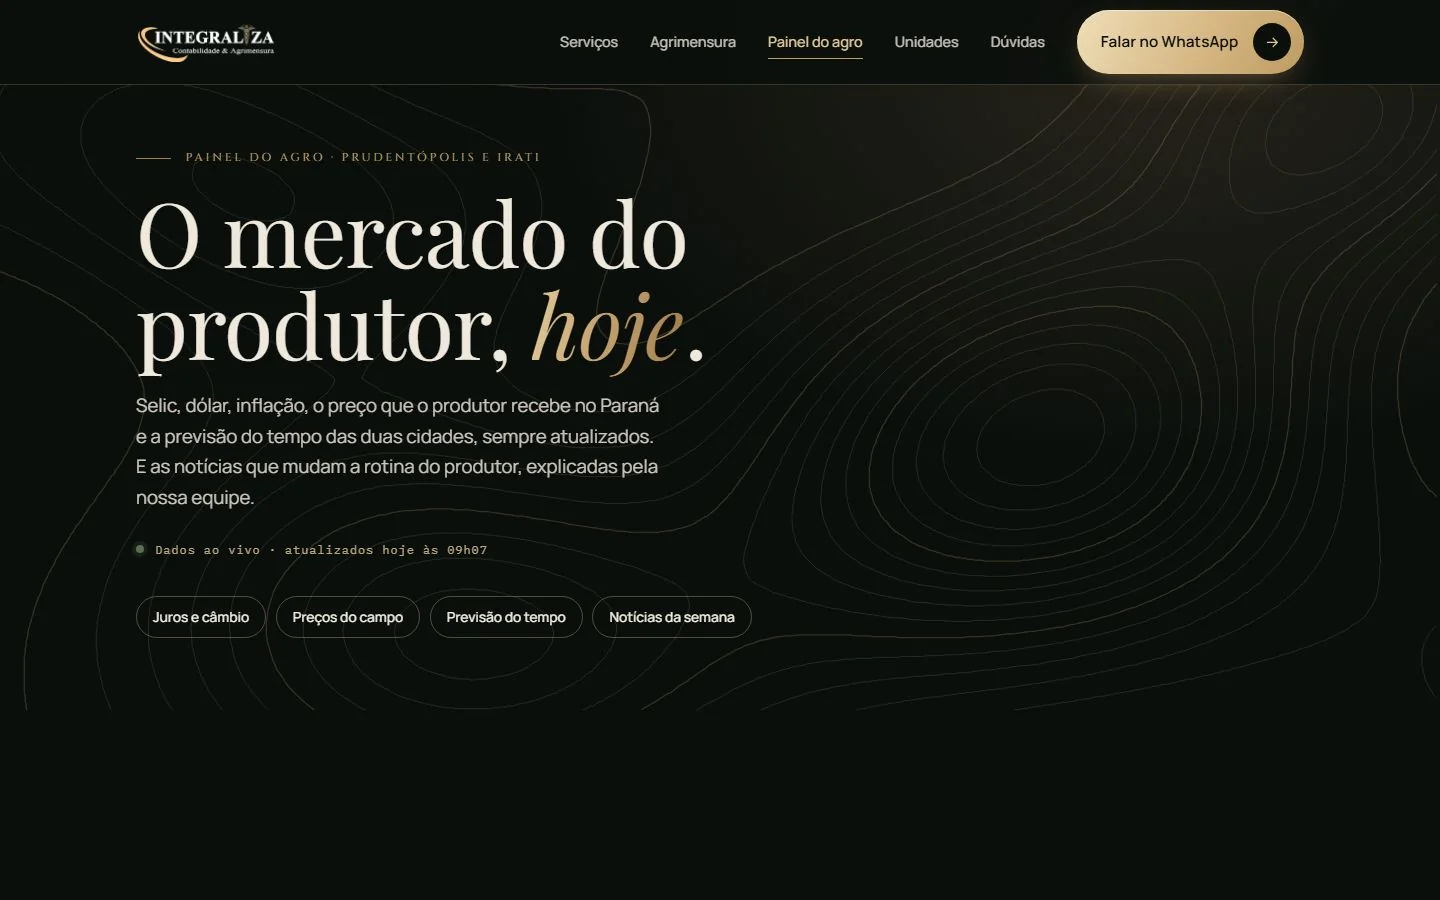 INTEGRALIZA
Contabilidade & Agrimensura
Serviços
Agrimensura
Painel do agro
Unidades
Dúvidas
Falar no WhatsApp →
PAINEL DO AGRO · PRUDENTÓPOLIS E IRATI
O mercado do
produtor, hoje.
Selic, dólar, inflação, o preço que o produtor recebe no Paraná
e a previsão do tempo das duas cidades, sempre atualizados.
E as notícias que mudam a rotina do produtor, explicadas pela
nossa equipe.
Dados ao vivo · atualizados hoje às 09h07
Juros e câmbio
Preços do campo
Previsão do tempo
Notícias da semana